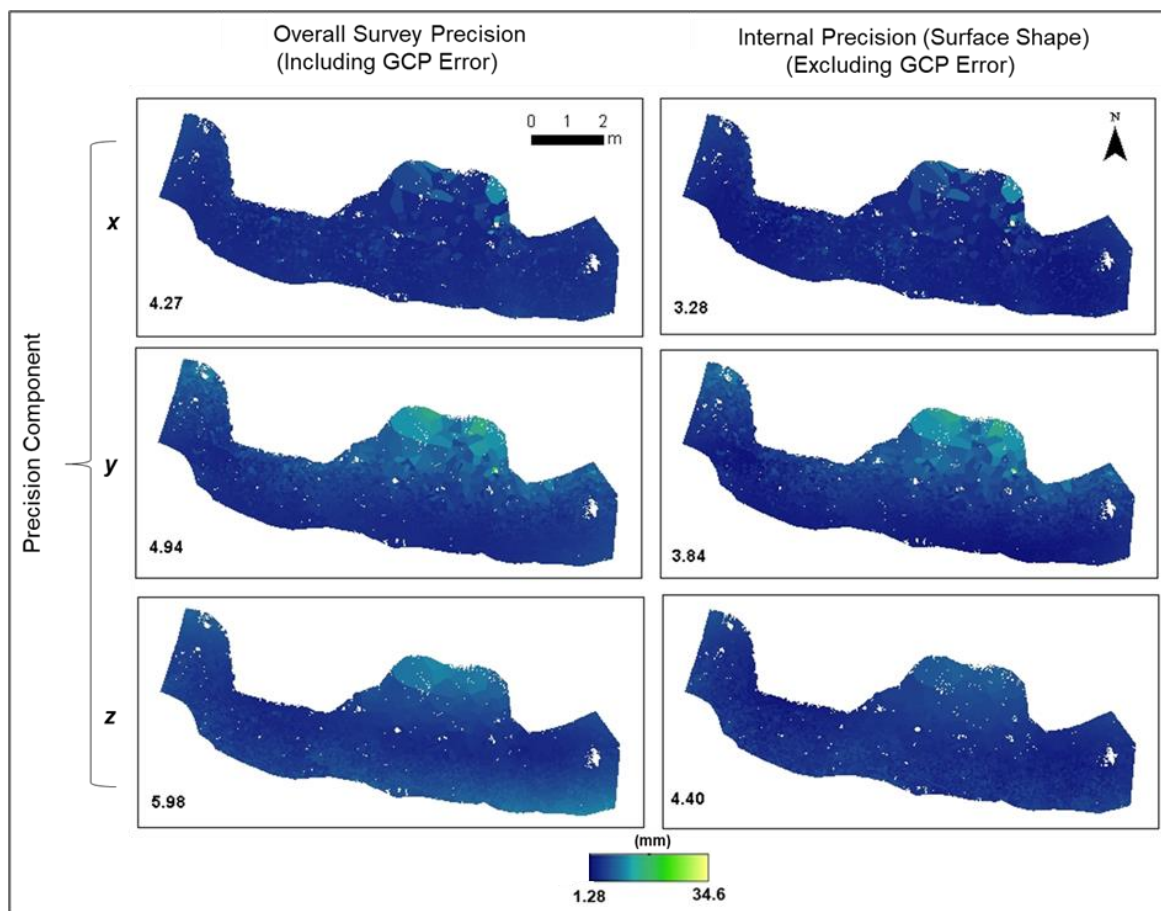 Overall Survey Precision
(Including GCP Error)
Internal Precision (Surface Shape)
(Excluding GCP Error)
0 1 2
m
N
x
4.27
3.28
Precision Component
y
4.94
3.84
z
5.98
4.40
(mm)
1.28
34.6